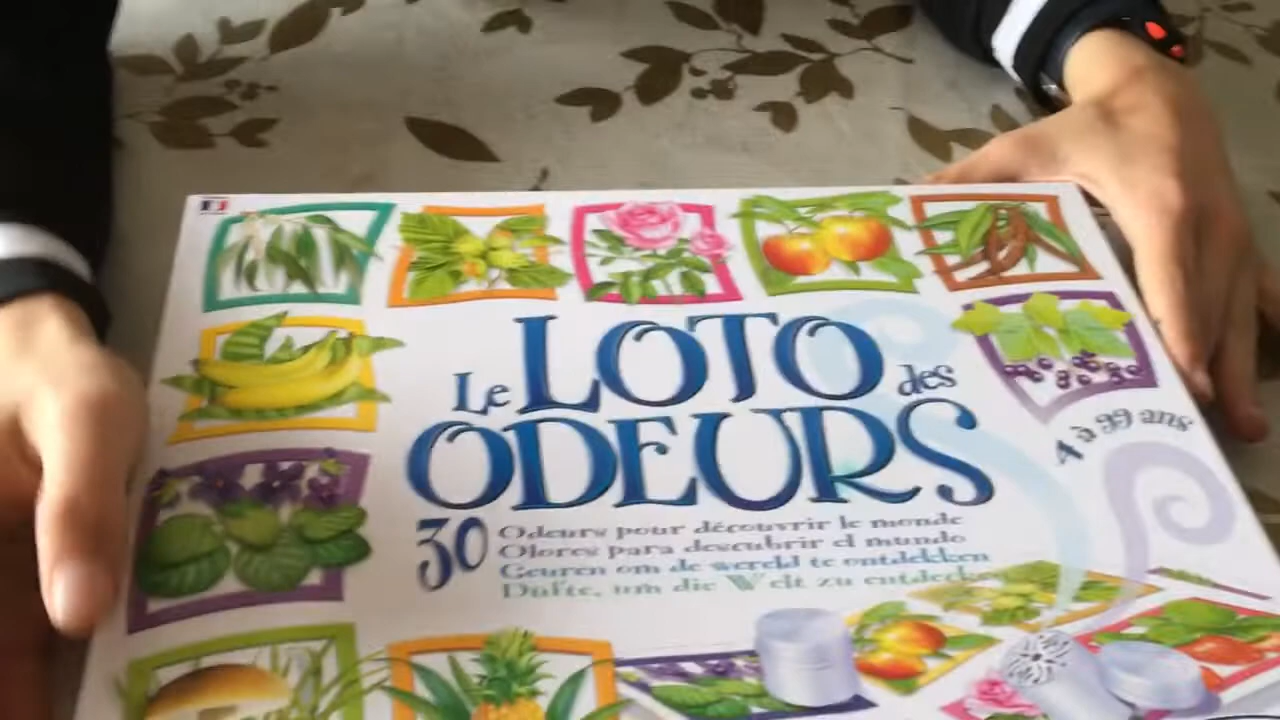 Le LOTO des
ODEURS
4 à 99 ans
30 Odeurs pour découvrir le monde
Olores para descubrir el mundo
Geuren om de wereld te ontdekken
Düfte, um die Welt zu entdecken